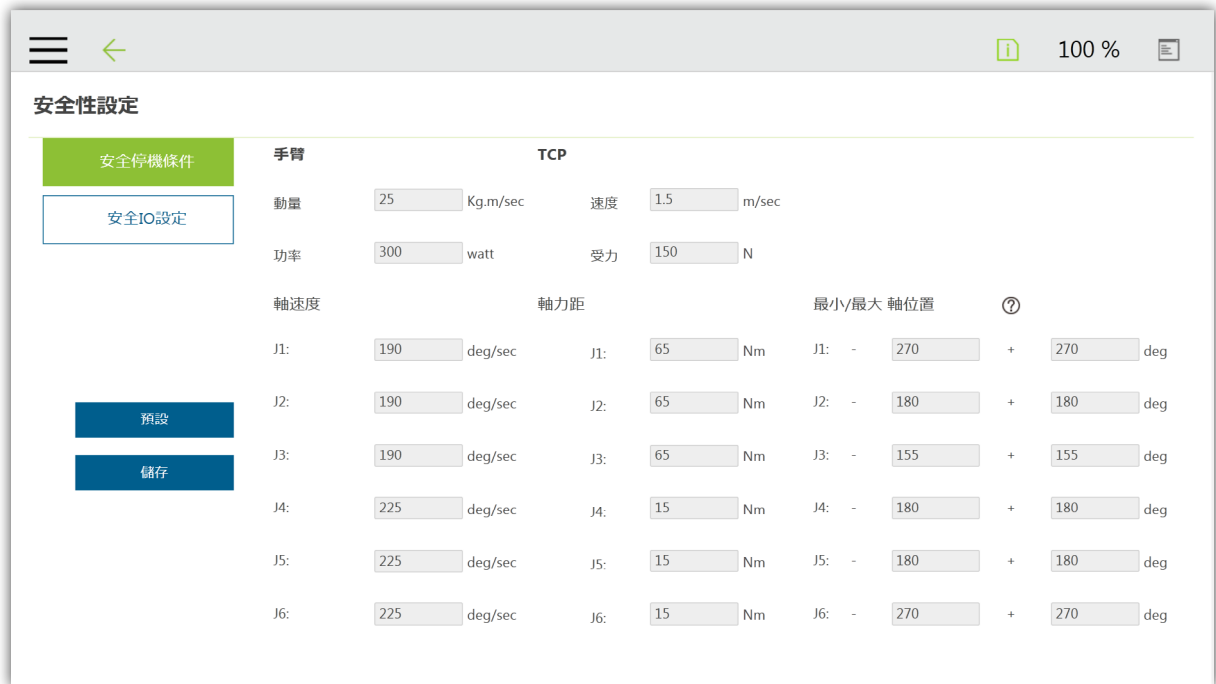 100 %
安全性設定
安全停機條件
安全IO設定
預設
儲存
手臂 TCP
動量 25 Kg.m/sec 速度 1.5 m/sec
功率 300 watt 受力 150 N
軸速度 軸力距 最小/最大 軸位置 ?
J1: 190 deg/sec J1: 65 Nm J1: - 270 + 270 deg
J2: 190 deg/sec J2: 65 Nm J2: - 180 + 180 deg
J3: 190 deg/sec J3: 65 Nm J3: - 155 + 155 deg
J4: 225 deg/sec J4: 15 Nm J4: - 180 + 180 deg
J5: 225 deg/sec J5: 15 Nm J5: - 180 + 180 deg
J6: 225 deg/sec J6: 15 Nm J6: - 270 + 270 deg